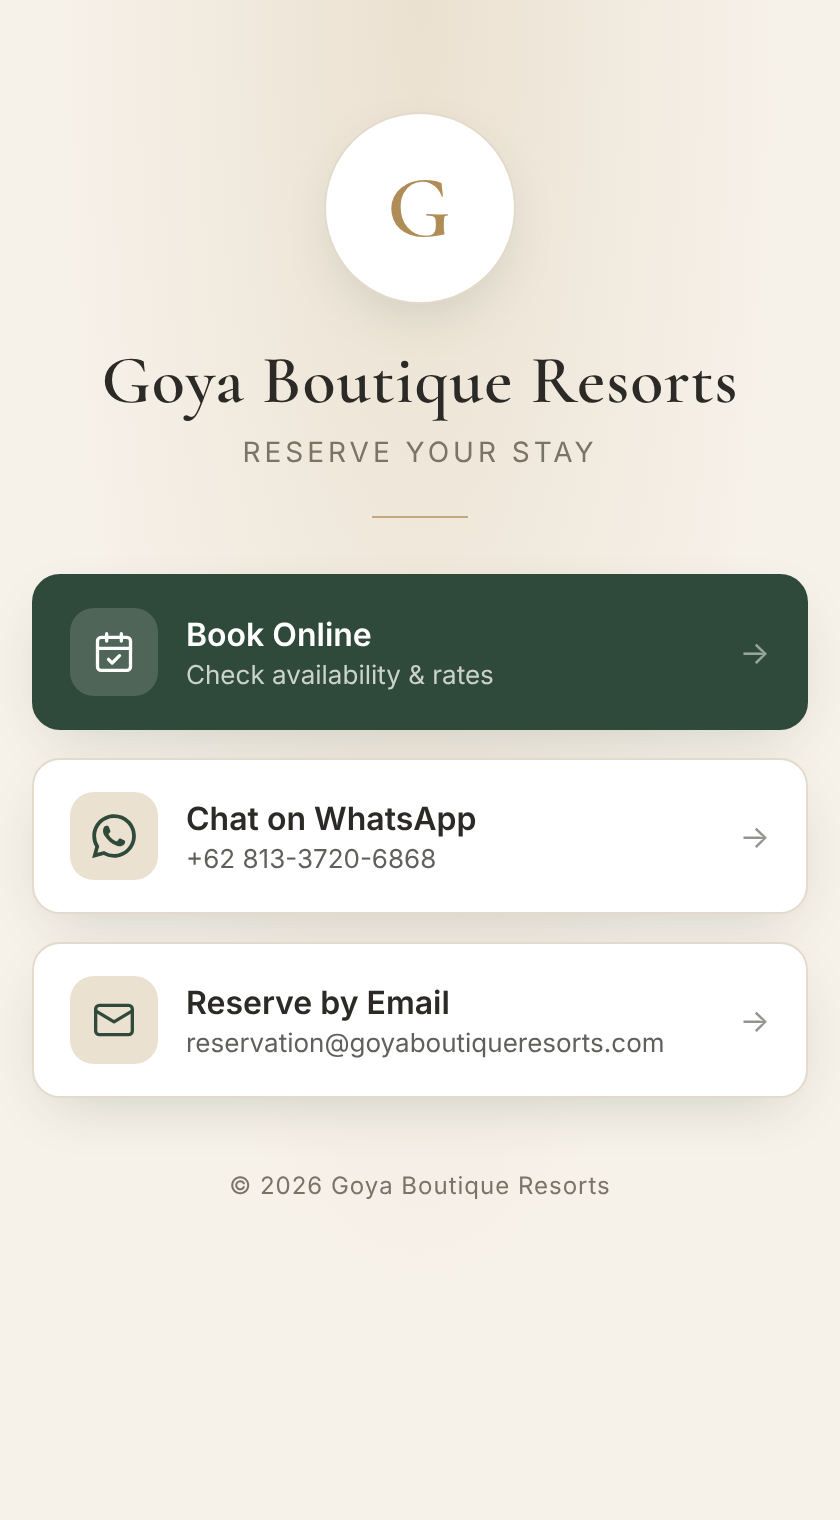 G
Goya Boutique Resorts
RESERVE YOUR STAY
Book Online
Check availability & rates
Chat on WhatsApp
+62 813-3720-6868
Reserve by Email
reservation@goyaboutiqueresorts.com
© 2026 Goya Boutique Resorts